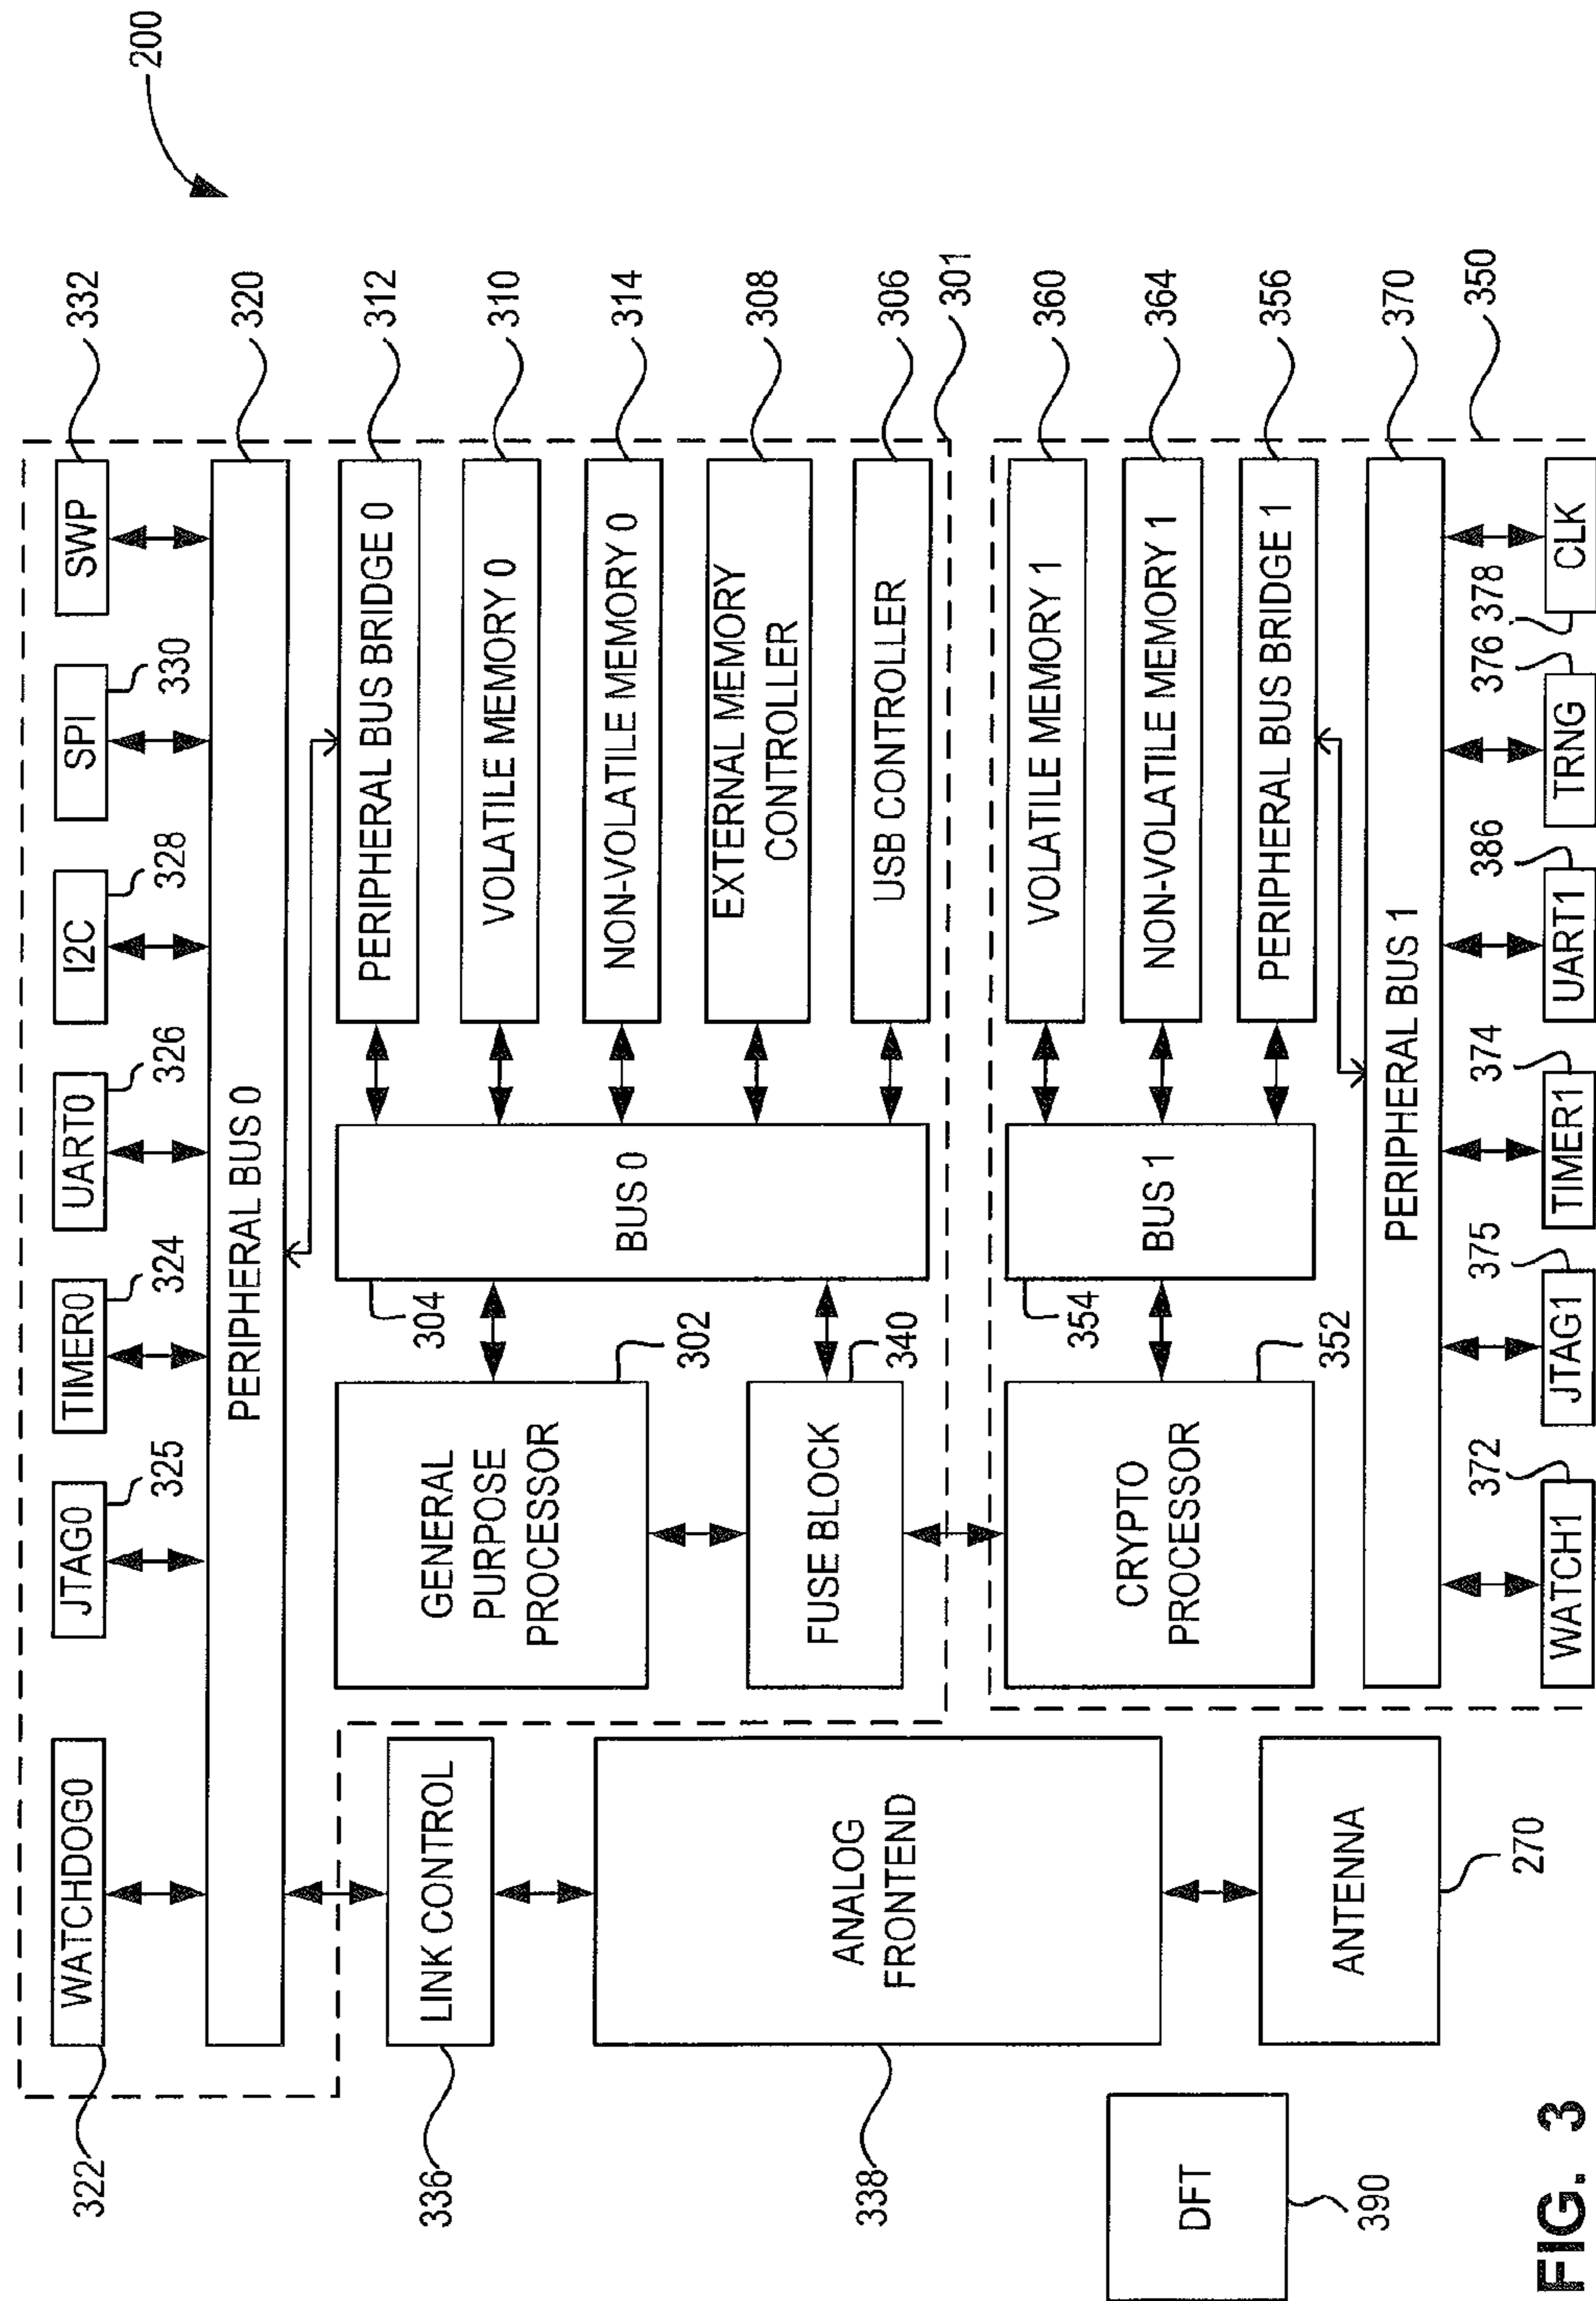 200
WATCHDOG0
JTAG0
TIMER0
UART0
I2C
SPI
SWP
322
325
324
326
328
330
332
PERIPHERAL BUS 0
320
LINK CONTROL
336
GENERAL
PURPOSE
PROCESSOR
302
BUS 0
304
PERIPHERAL BUS BRIDGE 0
312
VOLATILE MEMORY 0
310
NON-VOLATILE MEMORY 0
314
EXTERNAL MEMORY
CONTROLLER
308
USB CONTROLLER
306
301
FUSE BLOCK
340
ANALOG
FRONTEND
338
CRYPTO
PROCESSOR
352
BUS 1
354
VOLATILE MEMORY 1
360
NON-VOLATILE MEMORY 1
364
PERIPHERAL BUS BRIDGE 1
356
PERIPHERAL BUS 1
370
350
ANTENNA
270
DFT
390
372
375
374
386
376
378
WATCH1
JTAG1
TIMER1
UART1
TRNG
CLK
FIG. 3